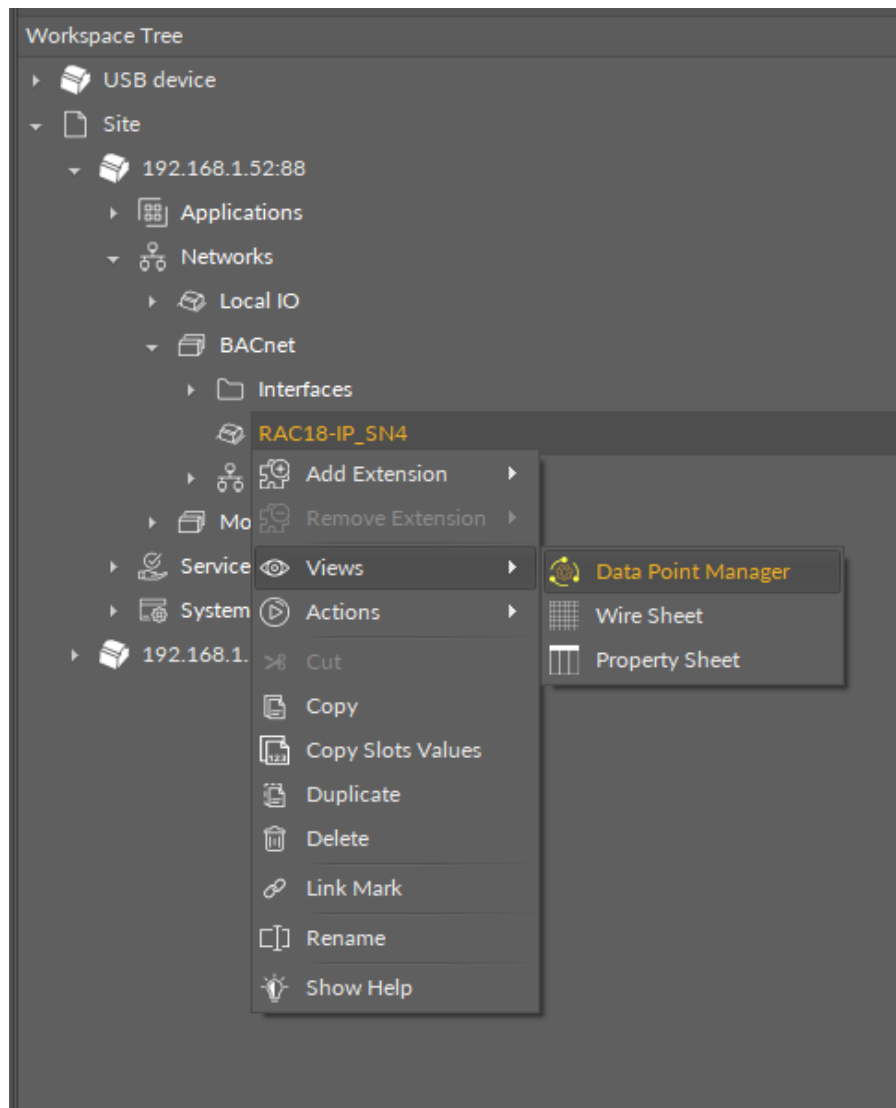 Workspace Tree
USB device
Site
192.168.1.52:88
Applications
Networks
Local IO
BACnet
Interfaces
RAC18-IP_SN4
Add Extension
Mo
Remove Extension
Service
Views
Data Point Manager
System
Actions
Wire Sheet
192.168.1.
Cut
Property Sheet
Copy
123
Copy Slots Values
Duplicate
Delete
Link Mark
Rename
Show Help